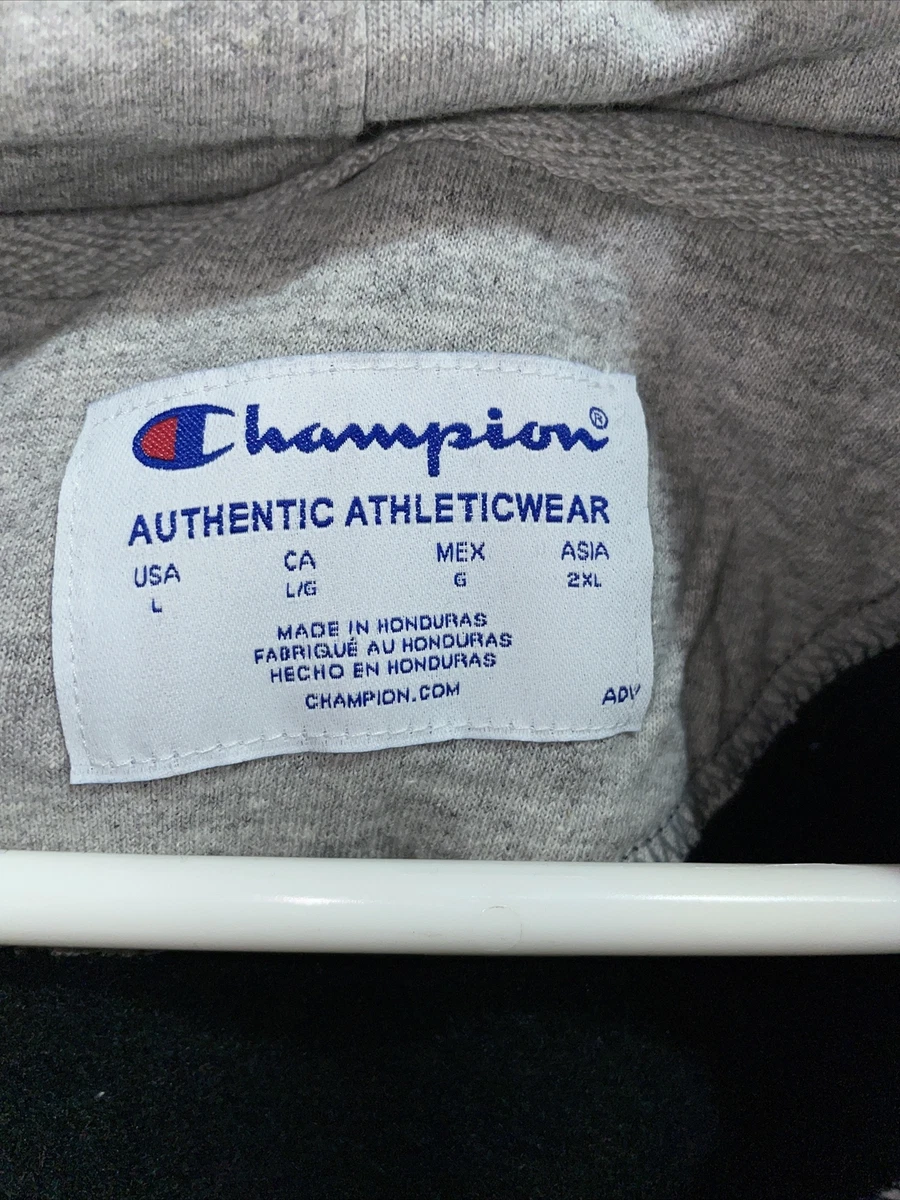 Champion®
AUTHENTIC ATHLETICWEAR
USA CA MEX ASIA
L L/G G 2XL
MADE IN HONDURAS
FABRIQUÉ AU HONDURAS
HECHO EN HONDURAS
CHAMPION.COM
ADV